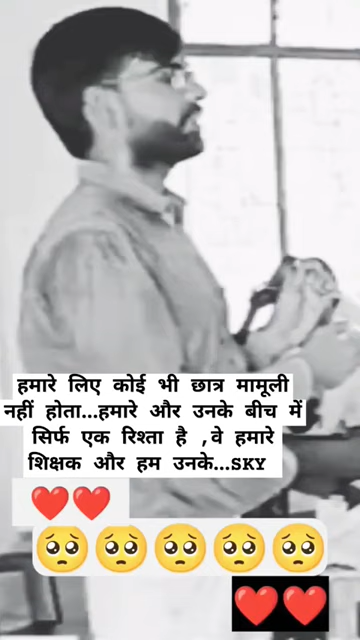 हमारे लिए कोई भी छात्र मामूली
नहीं होता...हमारे और उनके बीच में
सिर्फ एक रिश्ता है ,वे हमारे
शिक्षक और हम उनके...SKY
❤️❤️
🥺🥺🥺🥺🥺
❤️❤️